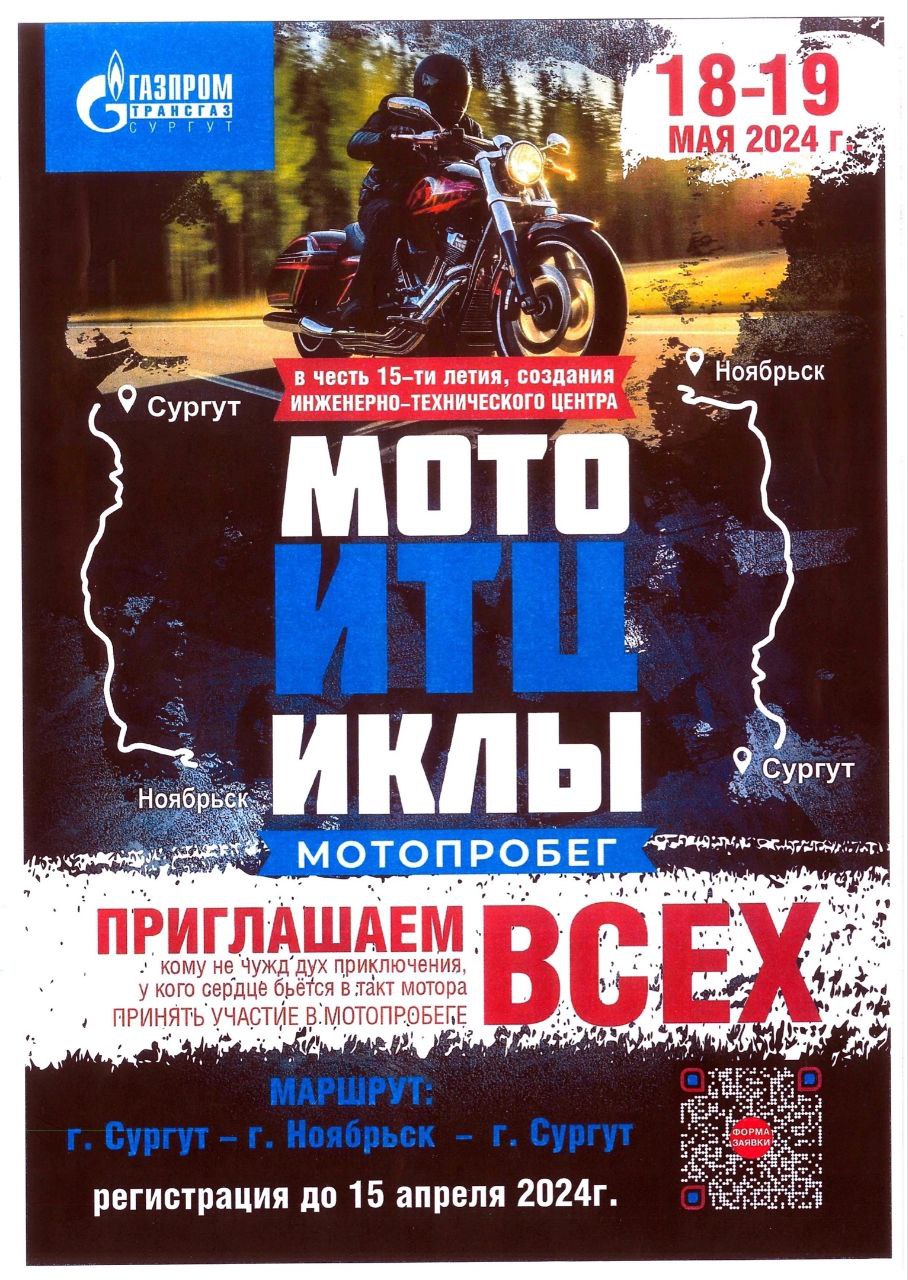 ГАЗПРОМ
ТРАНСГАЗ
СУРГУТ
18-19
МАЯ 2024 г.
в честь 15-ти летия, создания
ИНЖЕНЕРНО-ТЕХНИЧЕСКОГО ЦЕНТРА
Сургут
Ноябрьск
МОТО
ИТЦ
ИКЛЫ
Ноябрьск
Сургут
МОТОПРОБЕГ
ПРИГЛАШАЕМ ВСЕХ
кому не чужд дух приключения,
у кого сердце бьётся в такт мотора
ПРИНЯТЬ УЧАСТИЕ В МОТОПРОБЕГЕ
МАРШРУТ:
г. Сургут – г. Ноябрьск – г. Сургут
регистрация до 15 апреля 2024г.
ФОРМА
ЗАЯВКИ